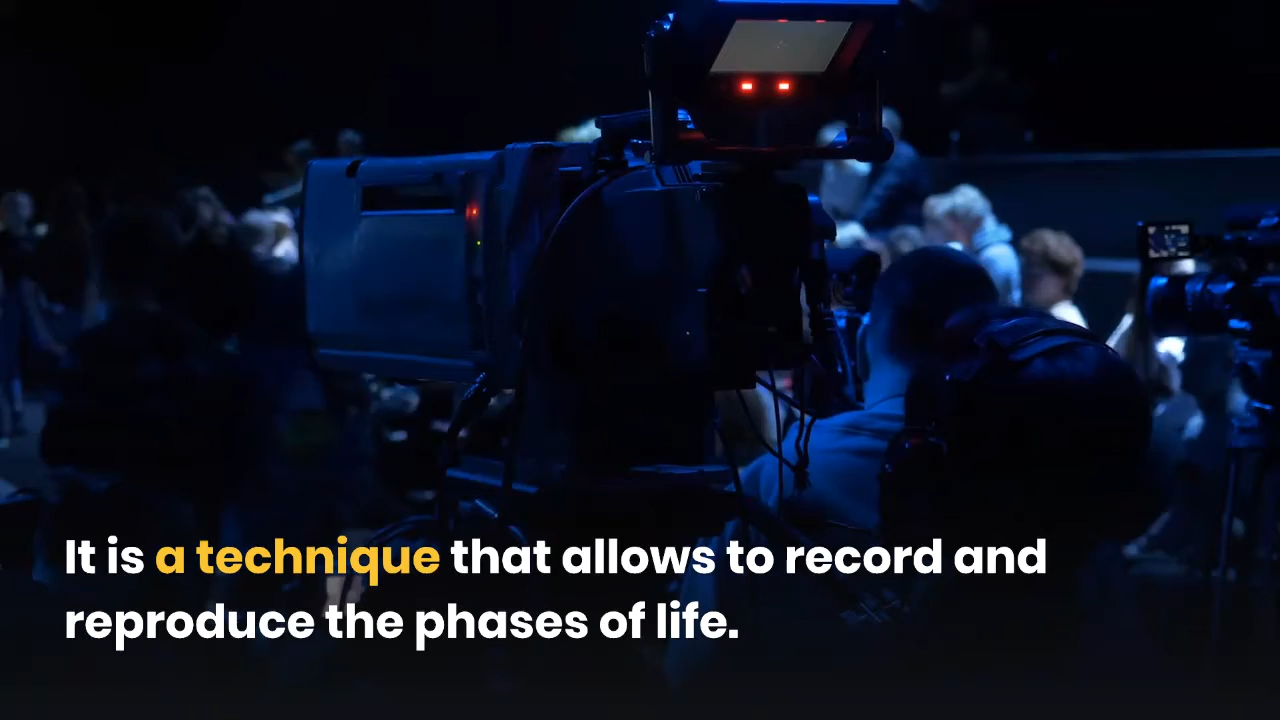 It is a technique that allows to record and
reproduce the phases of life.